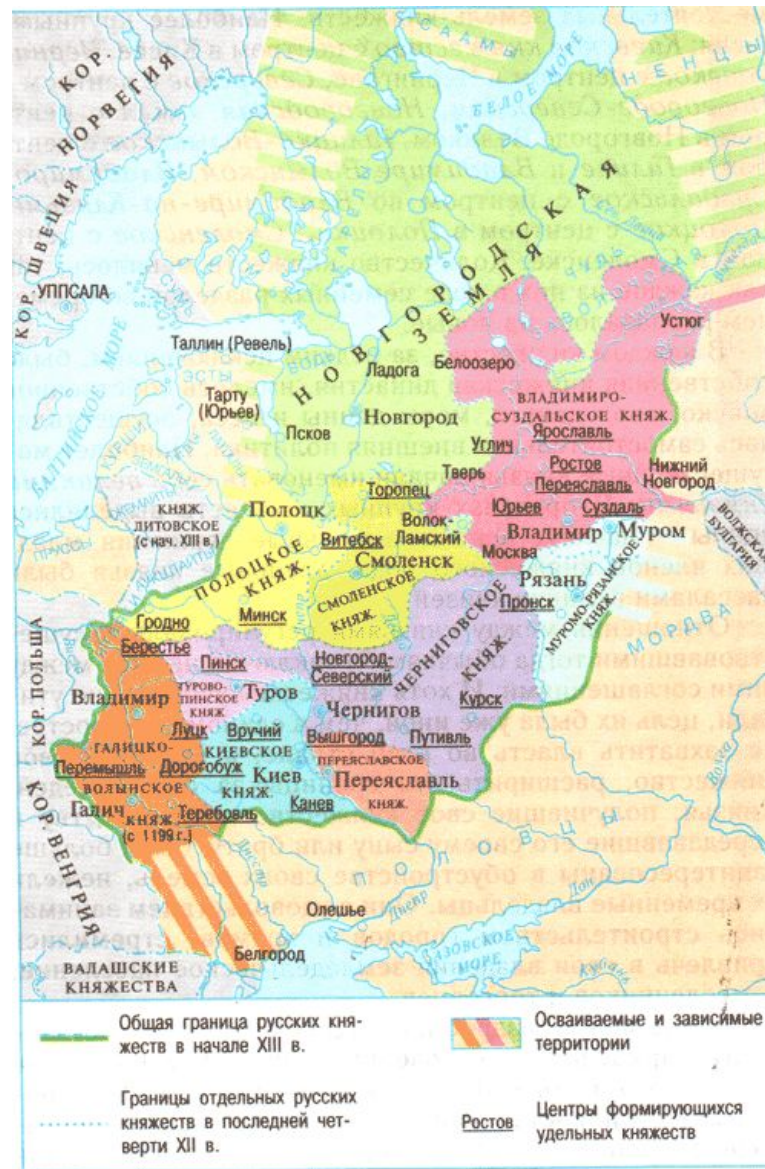 СААМЫ
НЕНЦЫ
БЕЛОЕ МОРЕ
КОР. НОРВЕГИЯ
КОР. ШВЕЦИЯ
УППСАЛА
БАЛТИЙСКОЕ МОРЕ
НОВГОРОДСКАЯ
ЗЕМЛЯ
Таллин (Ревель)
ЭСТЫ
ВОДЬ
Тарту
(Юрьев)
Псков
Ладога
Новгород
Белоозеро
Устюг
ВЛАДИМИРО-
СУЗДАЛЬСКОЕ КНЯЖ.
Ярославль
Углич
Ростов
Переяславль
Нижний
Новгород
Тверь
Торопец
Юрьев
Суздаль
Волок-
Ламский
Владимир
Муром
Москва
ВОЛЖСКАЯ
БУЛГАРИЯ
КНЯЖ.
ЛИТОВСКОЕ
(с нач. XIII в.)
ПРУССЫ
Полоцк
Витебск
Смоленск
ПОЛОЦКОЕ
КНЯЖ.
СМОЛЕНСКОЕ
КНЯЖ.
Рязань
Пронск
МУРОМО-РЯЗАНСКОЕ
КНЯЖ.
МОРДВА
Гродно
Минск
Берестье
Пинск
Новгород-
Северский
ЧЕРНИГОВСКОЕ
КНЯЖ.
КОР. ПОЛЬША
Владимир
ТУРОВО-
ПИНСКОЕ
КНЯЖ.
Туров
Чернигов
Курск
Луцк
Вручий
Вышгород
Путивль
ГАЛИЦКО-
ВОЛЫНСКОЕ
КНЯЖ.
(с 1199 г.)
КИЕВСКОЕ
КНЯЖ.
ПЕРЕЯСЛАВСКОЕ
КНЯЖ.
Перемышль
Дорогобуж
Киев
Переяславль
Галич
Теребовль
Канев
КОР. ВЕНГРИЯ
ПОЛОВЦЫ
Днестр
Днепр
Дон
Кубань
Олешье
Белгород
АЗОВСКОЕ
МОРЕ
ВАЛАШСКИЕ
КНЯЖЕСТВА
Общая граница русских кня-
жеств в начале XIII в.
Границы отдельных русских
княжеств в последней чет-
верти XII в.
Осваиваемые и зависимые
территории
Ростов
Центры формирующихся
удельных княжеств